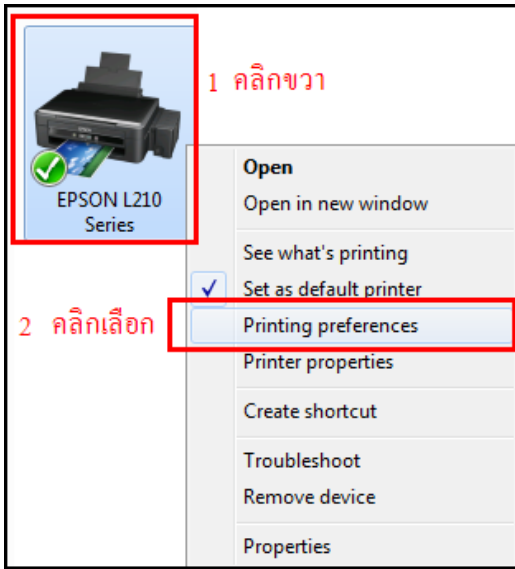 1 คลิกขวา
EPSON
EPSON L210
Series
Open
Open in new window
See what's printing
Set as default printer
2 คลิกเลือก
Printing preferences
Printer properties
Create shortcut
Troubleshoot
Remove device
Properties